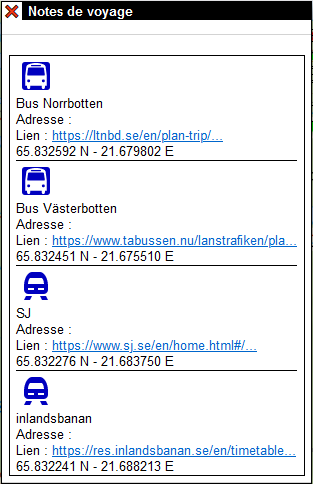 Notes de voyage
Bus Norrbotten
Adresse :
Lien : https://ltnbd.se/en/plan-trip/...
65.832592 N - 21.679802 E
Bus Västerbotten
Adresse :
Lien : https://www.tabussen.nu/lanstrafiken/pla...
65.832451 N - 21.675510 E
SJ
Adresse :
Lien : https://www.sj.se/en/home.html#/...
65.832276 N - 21.683750 E
inlandsbanan
Adresse :
Lien : https://res.inlandsbanan.se/en/timetable...
65.832241 N - 21.688213 E